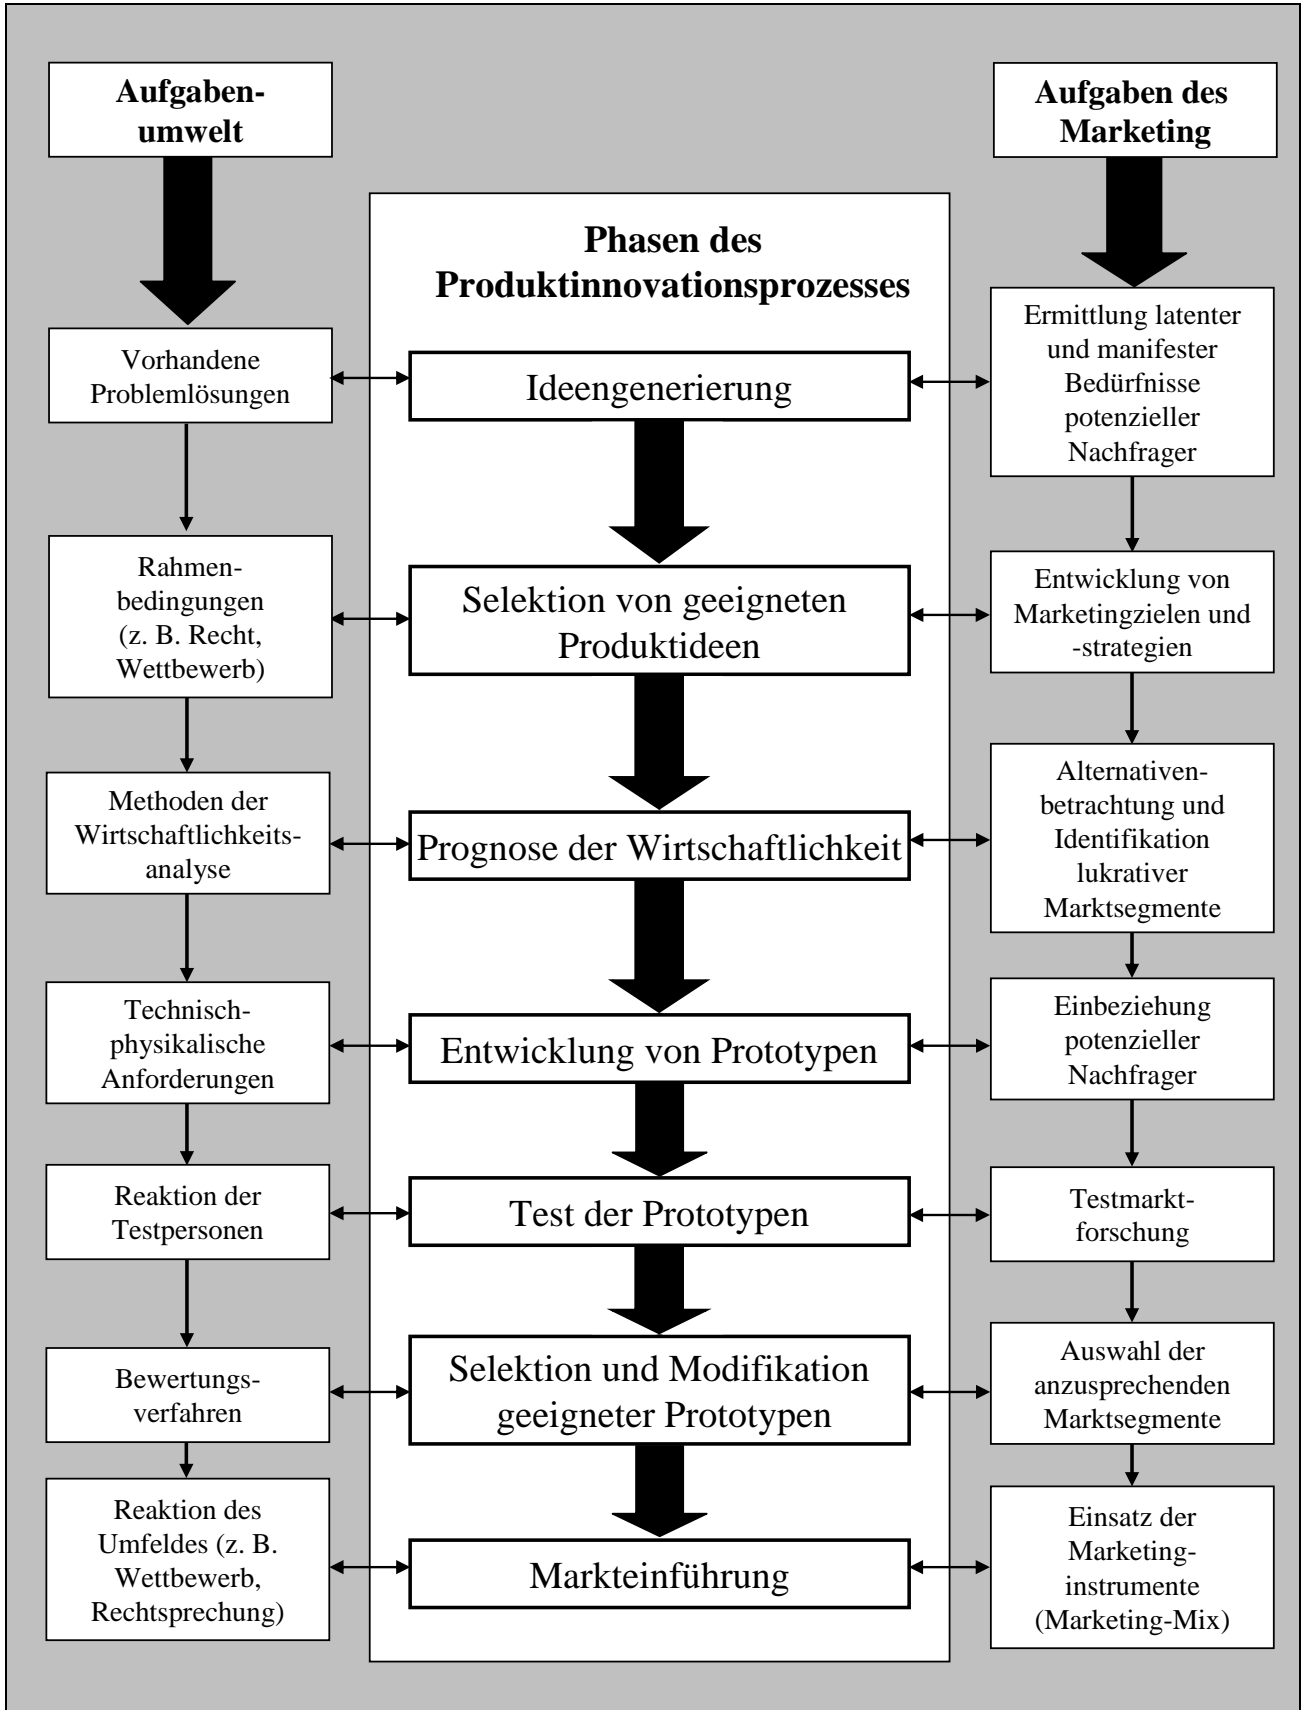 Aufgaben-
umwelt
Aufgaben des
Marketing
Phasen des
Produktinnovationsprozesses
Vorhandene
Problemlösungen
Ideengenerierung
Ermittlung latenter
und manifester
Bedürfnisse
potenzieller
Nachfrager
Rahmen-
bedingungen
(z. B. Recht,
Wettbewerb)
Selektion von geeigneten
Produktideen
Entwicklung von
Marketingzielen und
-strategien
Methoden der
Wirtschaftlichkeits-
analyse
Prognose der Wirtschaftlichkeit
Alternativen-
betrachtung und
Identifikation
lukrativer
Marktsegmente
Technisch-
physikalische
Anforderungen
Entwicklung von Prototypen
Einbeziehung
potenzieller
Nachfrager
Reaktion der
Testpersonen
Test der Prototypen
Testmarkt-
forschung
Bewertungs-
verfahren
Selektion und Modifikation
geeigneter Prototypen
Auswahl der
anzusprechenden
Marktsegmente
Reaktion des
Umfeldes (z. B.
Wettbewerb,
Rechtsprechung)
Markteinführung
Einsatz der
Marketing-
instrumente
(Marketing-Mix)